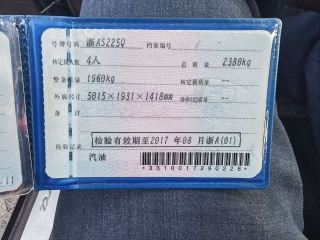 号牌号码 浙AS225Q 档案编号
核定载人数 4人 总质量 2380kg
整备质量 1960kg 核定载质量
外廓尺寸 5015×1931×1418mm 准牵引总质量
备注
检验有效期至2017年08月浙A(01)
检验记录
汽油
*3310017290226*